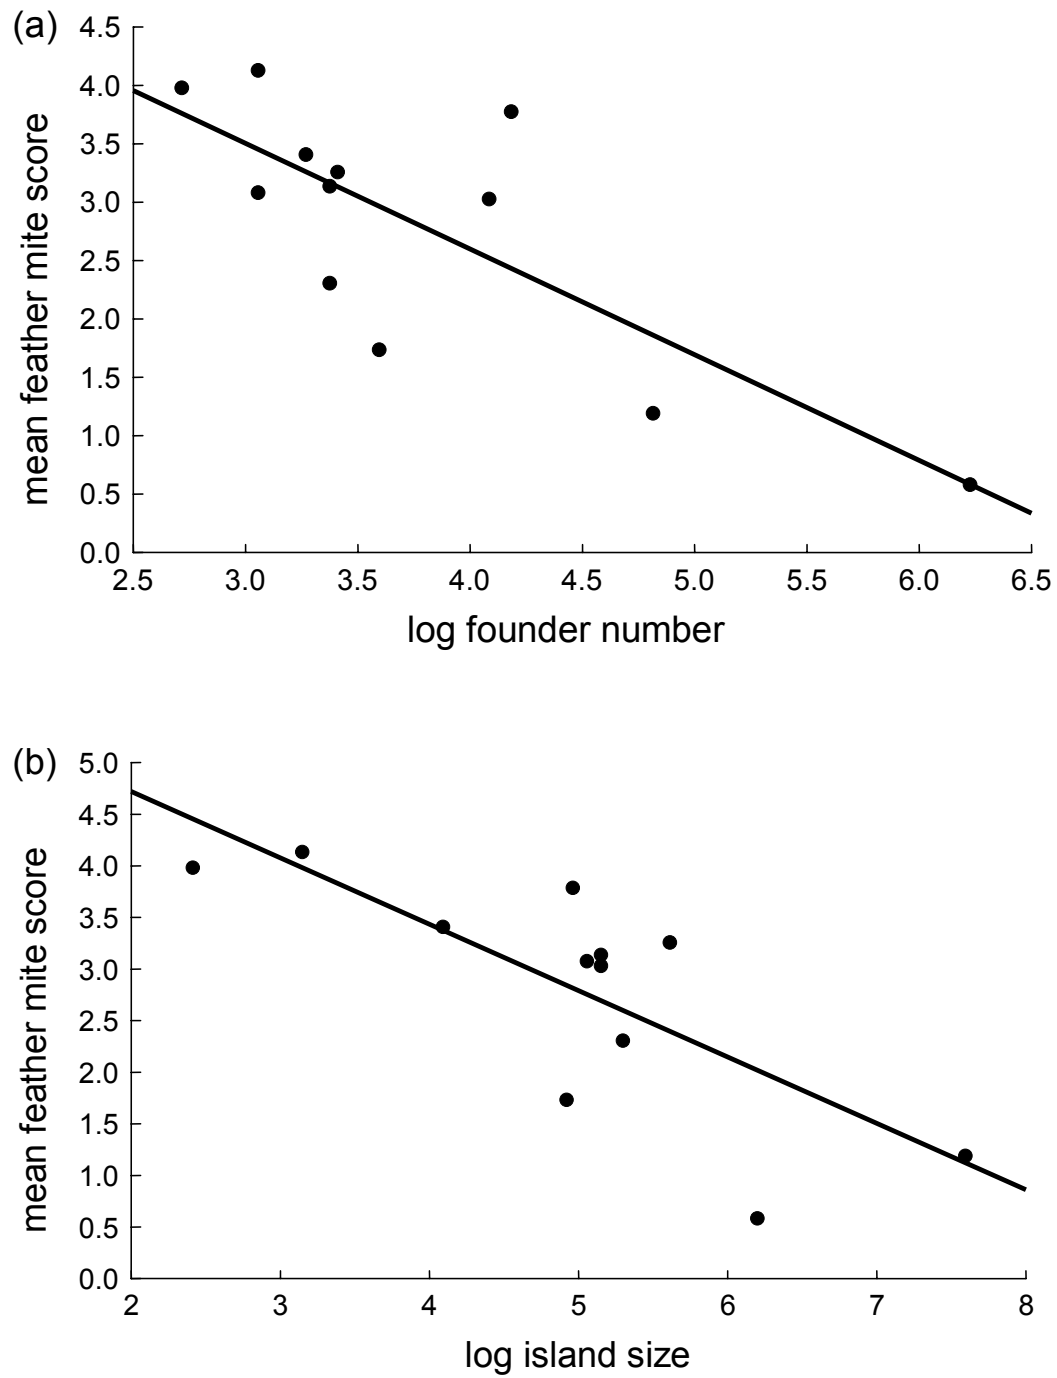 (a)
4.5
4.0
3.5
3.0
2.5
2.0
1.5
1.0
0.5
0.0
mean feather mite score
2.5 3.0 3.5 4.0 4.5 5.0 5.5 6.0 6.5
log founder number
(b)
5.0
4.5
4.0
3.5
3.0
2.5
2.0
1.5
1.0
0.5
0.0
mean feather mite score
2 3 4 5 6 7 8
log island size